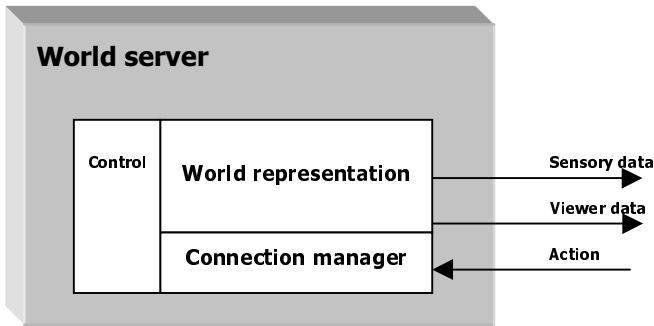 World server
Control
World representation
Connection manager
Sensory data
Viewer data
Action